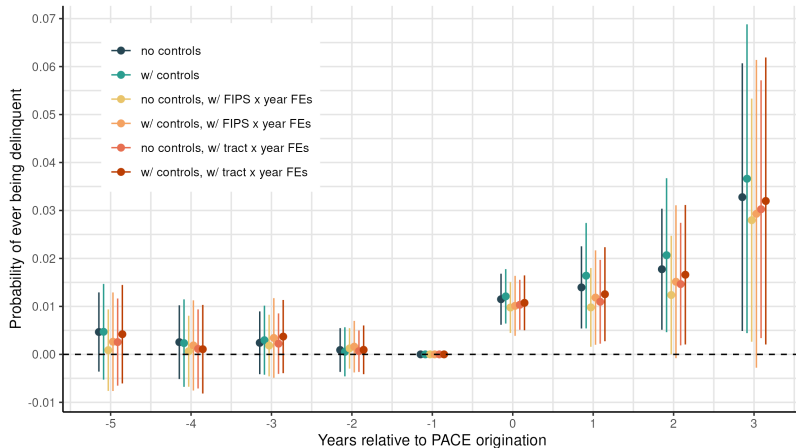 Probability of ever being delinquent
0.07
0.06
0.05
0.04
0.03
0.02
0.01
0.00
-0.01
no controls
w/ controls
no controls, w/ FIPS x year FEs
w/ controls, w/ FIPS x year FEs
no controls, w/ tract x year FEs
w/ controls, w/ tract x year FEs
-5 -4 -3 -2 -1 0 1 2 3
Years relative to PACE origination